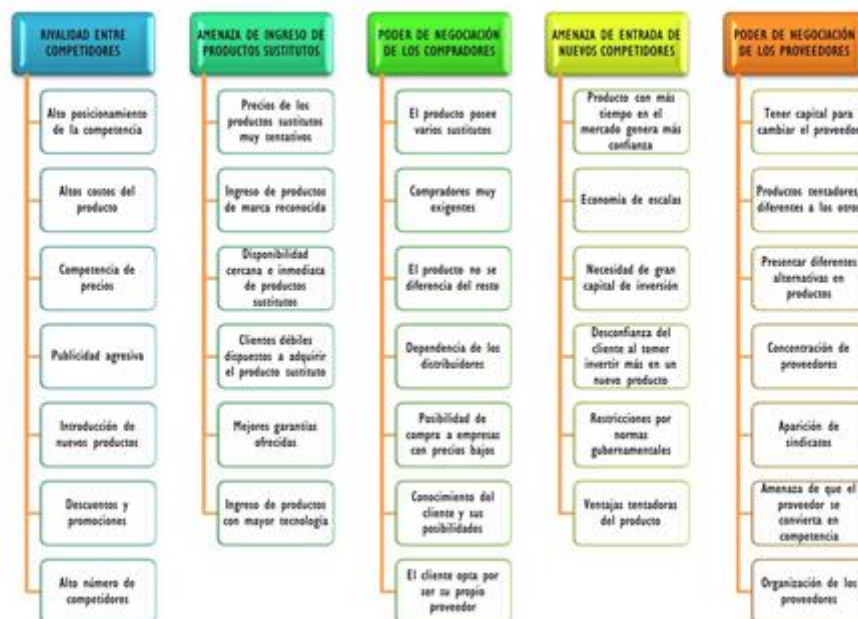 RIVALIDAD ENTRE
COMPETIDORES
Alto posicionamiento
de la competencia
Altos costos del
producto
Competencia de
precios
Publicidad agresiva
Introducción de
nuevos productos
Descuentos y
promociones
Alto número de
competidores
AMENAZA DE INGRESO DE
PRODUCTOS SUSTITUTOS
Precios de los
productos sustitutos
muy tentativos
Ingreso de productos
de marca reconocida
Disponibilidad
cercana e inmediata
de productos
sustitutos
Clientes débiles
dispuestos a adquirir
el producto sustituto
Mejores garantías
ofrecidas
Ingreso de productos
con mayor tecnología
PODER DE NEGOCIACIÓN
DE LOS COMPRADORES
El producto posee
varios sustitutos
Compradores muy
exigentes
El producto no se
diferencia del resto
Dependencia de los
distribuidores
Posibilidad de
compra a empresas
con precios bajos
Conocimiento del
cliente y sus
posibilidades
El cliente opta por
ser su propio
proveedor
AMENAZA DE ENTRADA DE
NUEVOS COMPETIDORES
Producto con más
tiempo en el
mercado genera más
confianza
Economía de escalas
Necesidad de gran
capital de inversión
Desconfianza del
cliente al temer
invertir más en un
nuevo producto
Restricciones por
normas
gubernamentales
Ventajas tentadoras
del producto
PODER DE NEGOCIACIÓN
DE LOS PROVEEDORES
Tener capital para
cambiar el proveedor
Productos tentadores,
diferentes a los otros
Presentar diferentes
alternativas en
productos
Concentración de
proveedores
Aparición de
sindicatos
Amenaza de que el
proveedor se
convierta en
competencia
Organización de los
proveedores